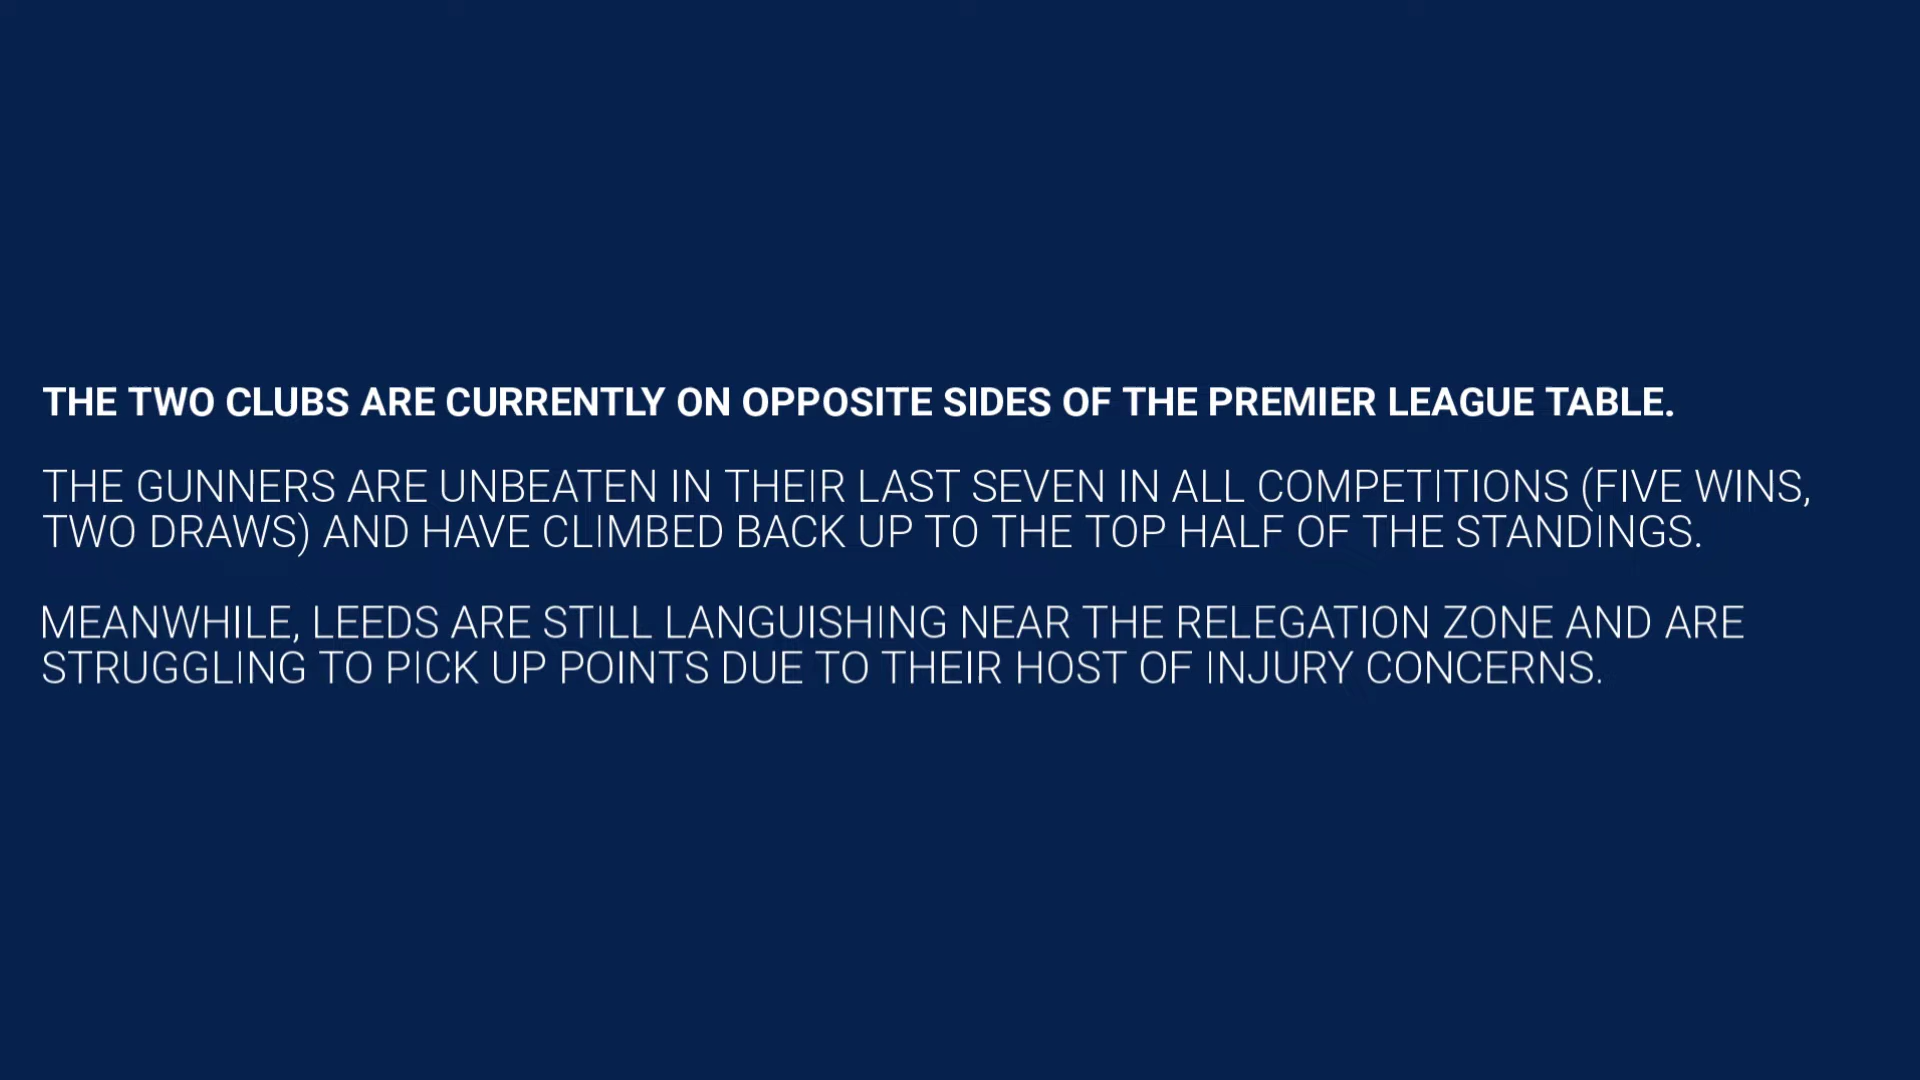 THE TWO CLUBS ARE CURRENTLY ON OPPOSITE SIDES OF THE PREMIER LEAGUE TABLE.
THE GUNNERS ARE UNBEATEN IN THEIR LAST SEVEN IN ALL COMPETITIONS (FIVE WINS,
TWO DRAWS) AND HAVE CLIMBED BACK UP TO THE TOP HALF OF THE STANDINGS.
MEANWHILE, LEEDS ARE STILL LANGUISHING NEAR THE RELEGATION ZONE AND ARE
STRUGGLING TO PICK UP POINTS DUE TO THEIR HOST OF INJURY CONCERNS.